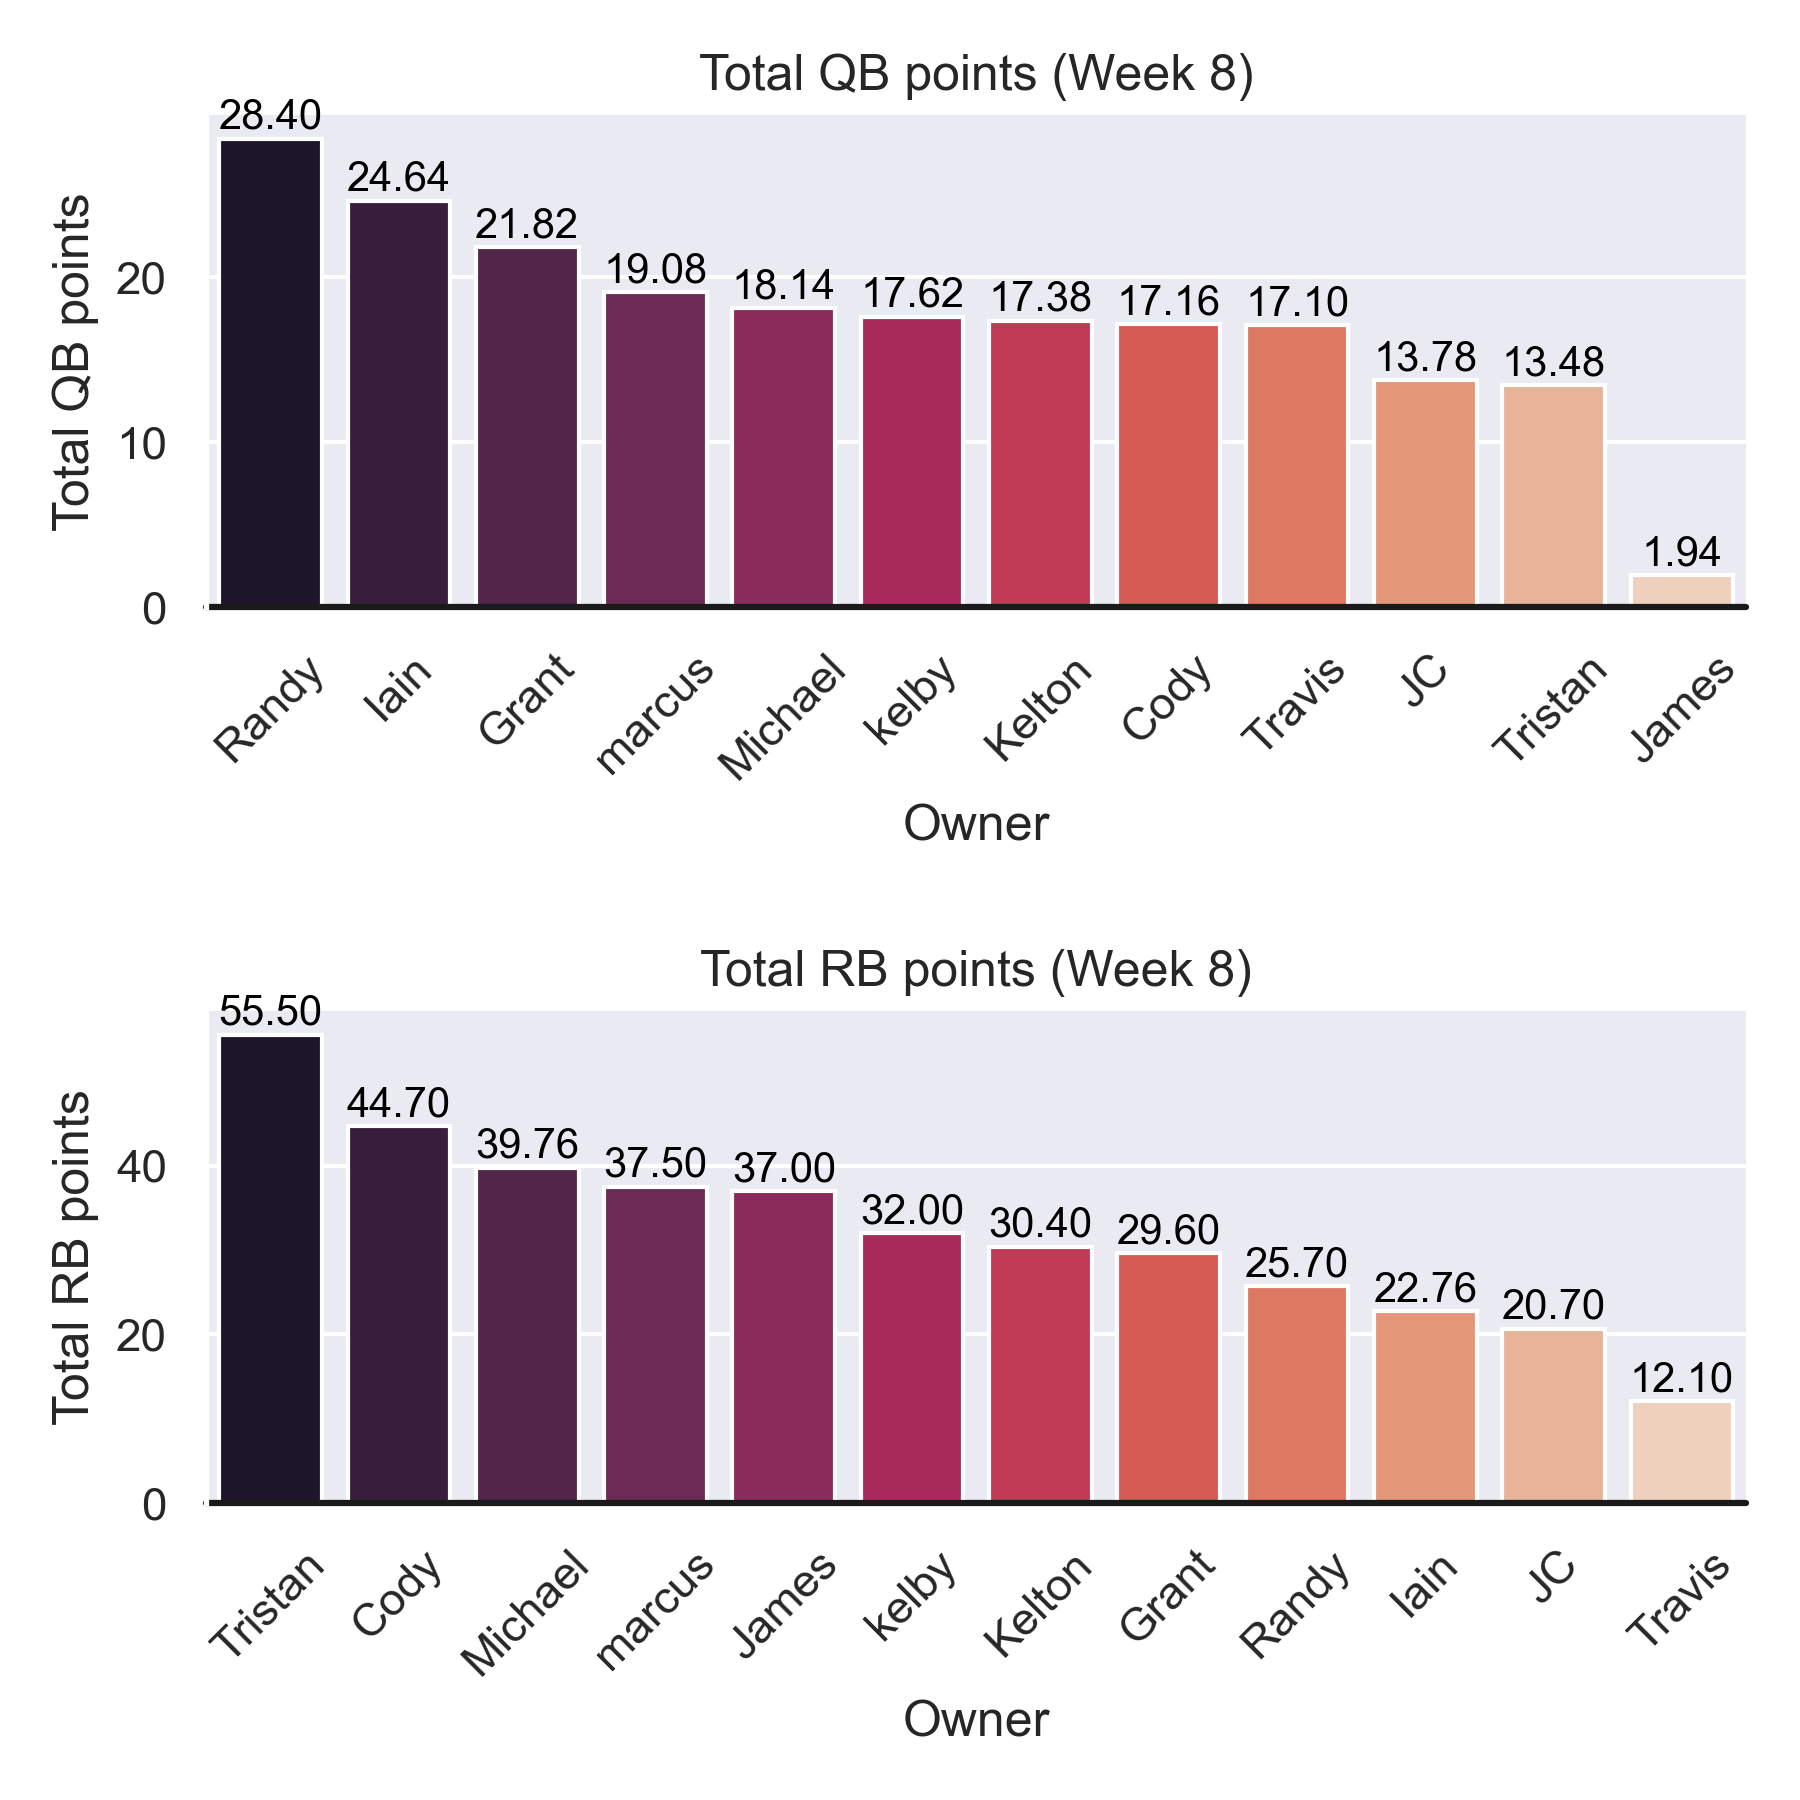 Total QB points (Week 8)
28.40
24.64
21.82
19.08
18.14
17.62
17.38
17.16
17.10
13.78
13.48
1.94
20
10
0
Total QB points
Randy
Iain
Grant
marcus
Michael
kelby
Kelton
Cody
Travis
JC
Tristan
James
Owner
Total RB points (Week 8)
55.50
44.70
39.76
37.50
37.00
32.00
30.40
29.60
25.70
22.76
20.70
12.10
40
20
0
Total RB points
Tristan
Cody
Michael
marcus
James
kelby
Kelton
Grant
Randy
Iain
JC
Travis
Owner